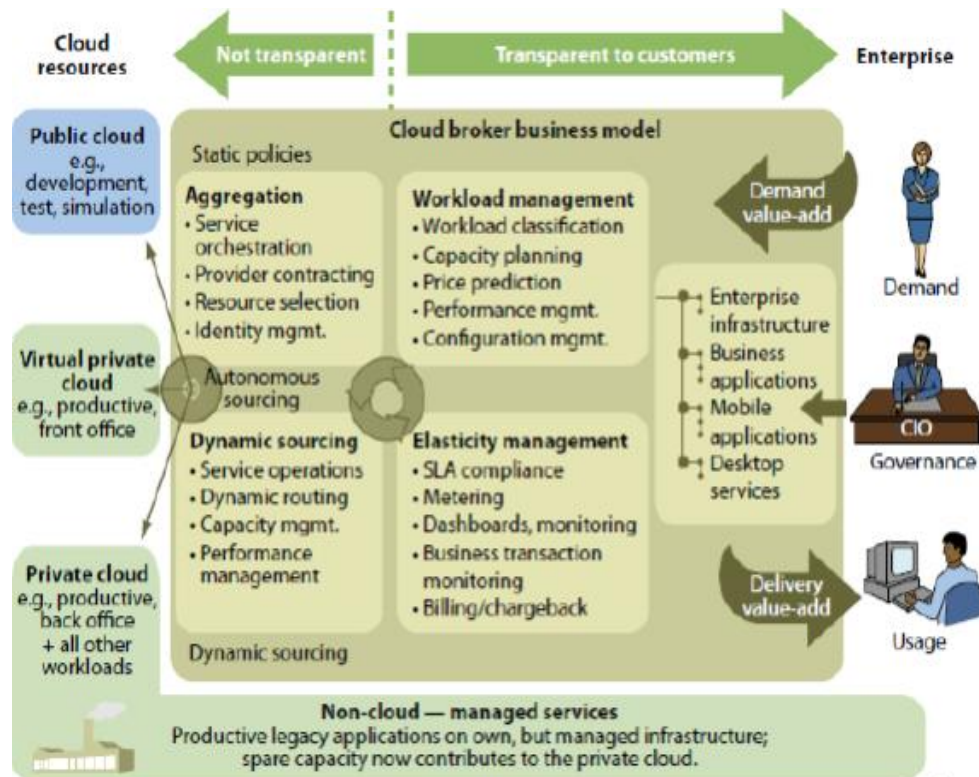 Cloud
resources
Not transparent
Transparent to customers
Enterprise
Public cloud
e.g.,
development,
test, simulation
Virtual private
cloud
e.g., productive,
front office
Private cloud
e.g., productive,
back office
+ all other
workloads
Cloud broker business model
Static policies
Aggregation
• Service
orchestration
• Provider contracting
• Resource selection
• Identity mgmt.
Workload management
• Workload classification
• Capacity planning
• Price prediction
• Performance mgmt.
• Configuration mgmt.
Autonomous
sourcing
Dynamic sourcing
• Service operations
• Dynamic routing
• Capacity mgmt.
• Performance
management
Elasticity management
• SLA compliance
• Metering
• Dashboards, monitoring
• Business transaction
monitoring
• Billing/chargeback
Dynamic sourcing
Demand
value-add
Enterprise
infrastructure
Business
applications
Mobile
applications
Desktop
services
Delivery
value-add
Demand
CIO
Governance
Usage
Non-cloud — managed services
Productive legacy applications on own, but managed infrastructure;
spare capacity now contributes to the private cloud.